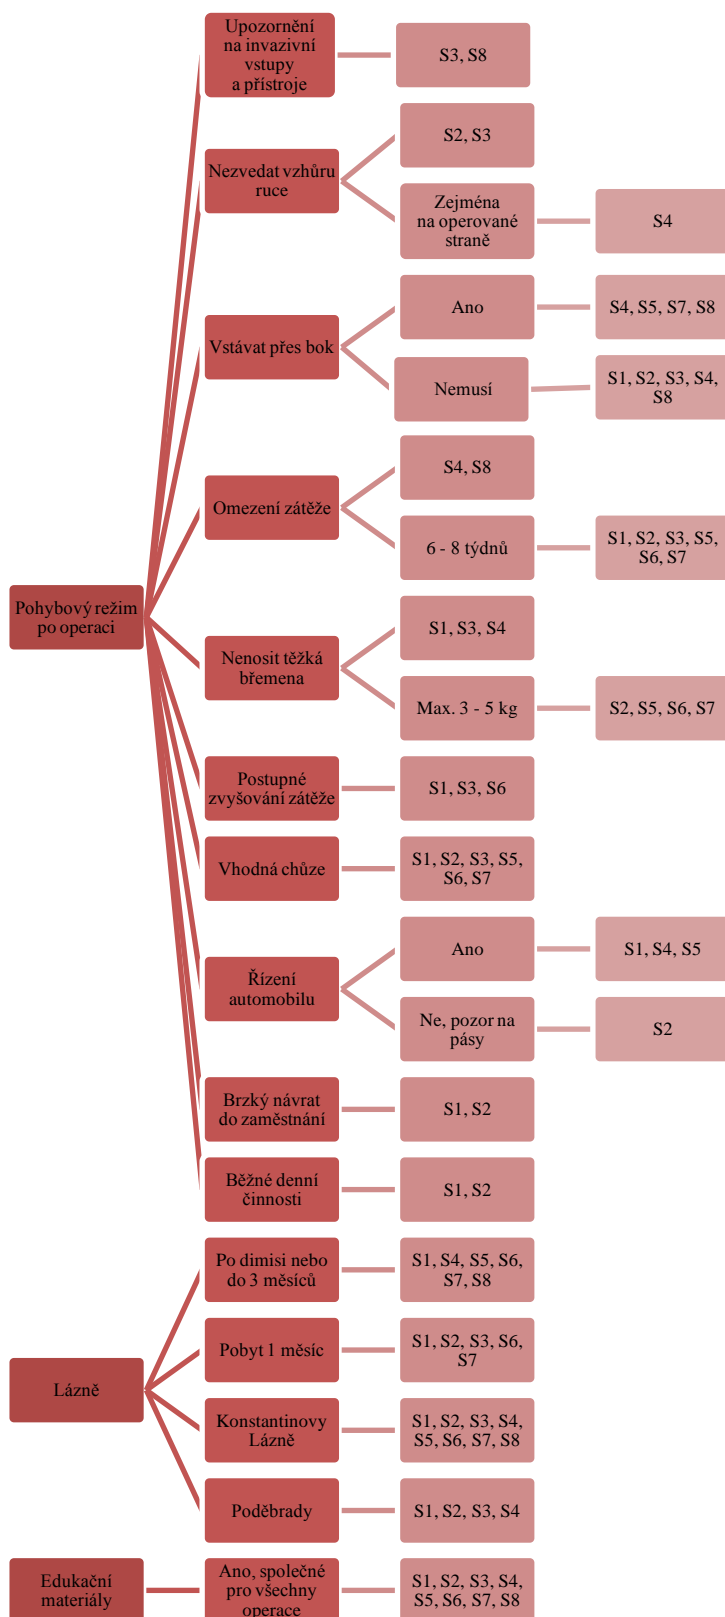 Upozornění
na invazivní
vstupy
a přístroje
S3, S8
Nezvedat vzhůru
ruce
S2, S3
Zejména
na operované
straně
S4
Vstávat přes bok
Ano
S4, S5, S7, S8
Nemusí
S1, S2, S3, S4,
S8
Omezení zátěže
S4, S8
6 - 8 týdnů
S1, S2, S3, S5,
S6, S7
Pohybový režim
po operaci
Nenosit těžká
břemena
S1, S3, S4
Max. 3 - 5 kg
S2, S5, S6, S7
Postupné
zvyšování zátěže
S1, S3, S6
Vhodná chůze
S1, S2, S3, S5,
S6, S7
Řízení
automobilu
Ano
S1, S4, S5
Ne, pozor na
pásy
S2
Brzký návrat
do zaměstnání
S1, S2
Běžné denní
činnosti
S1, S2
Lázně
Po dimisi nebo
do 3 měsíců
S1, S4, S5, S6,
S7, S8
Pobyt 1 měsíc
S1, S2, S3, S6,
S7
Konstantinovy
Lázně
S1, S2, S3, S4,
S5, S6, S7, S8
Poděbrady
S1, S2, S3, S4
Edukační
materiály
Ano, společné
pro všechny
operace
S1, S2, S3, S4,
S5, S6, S7, S8